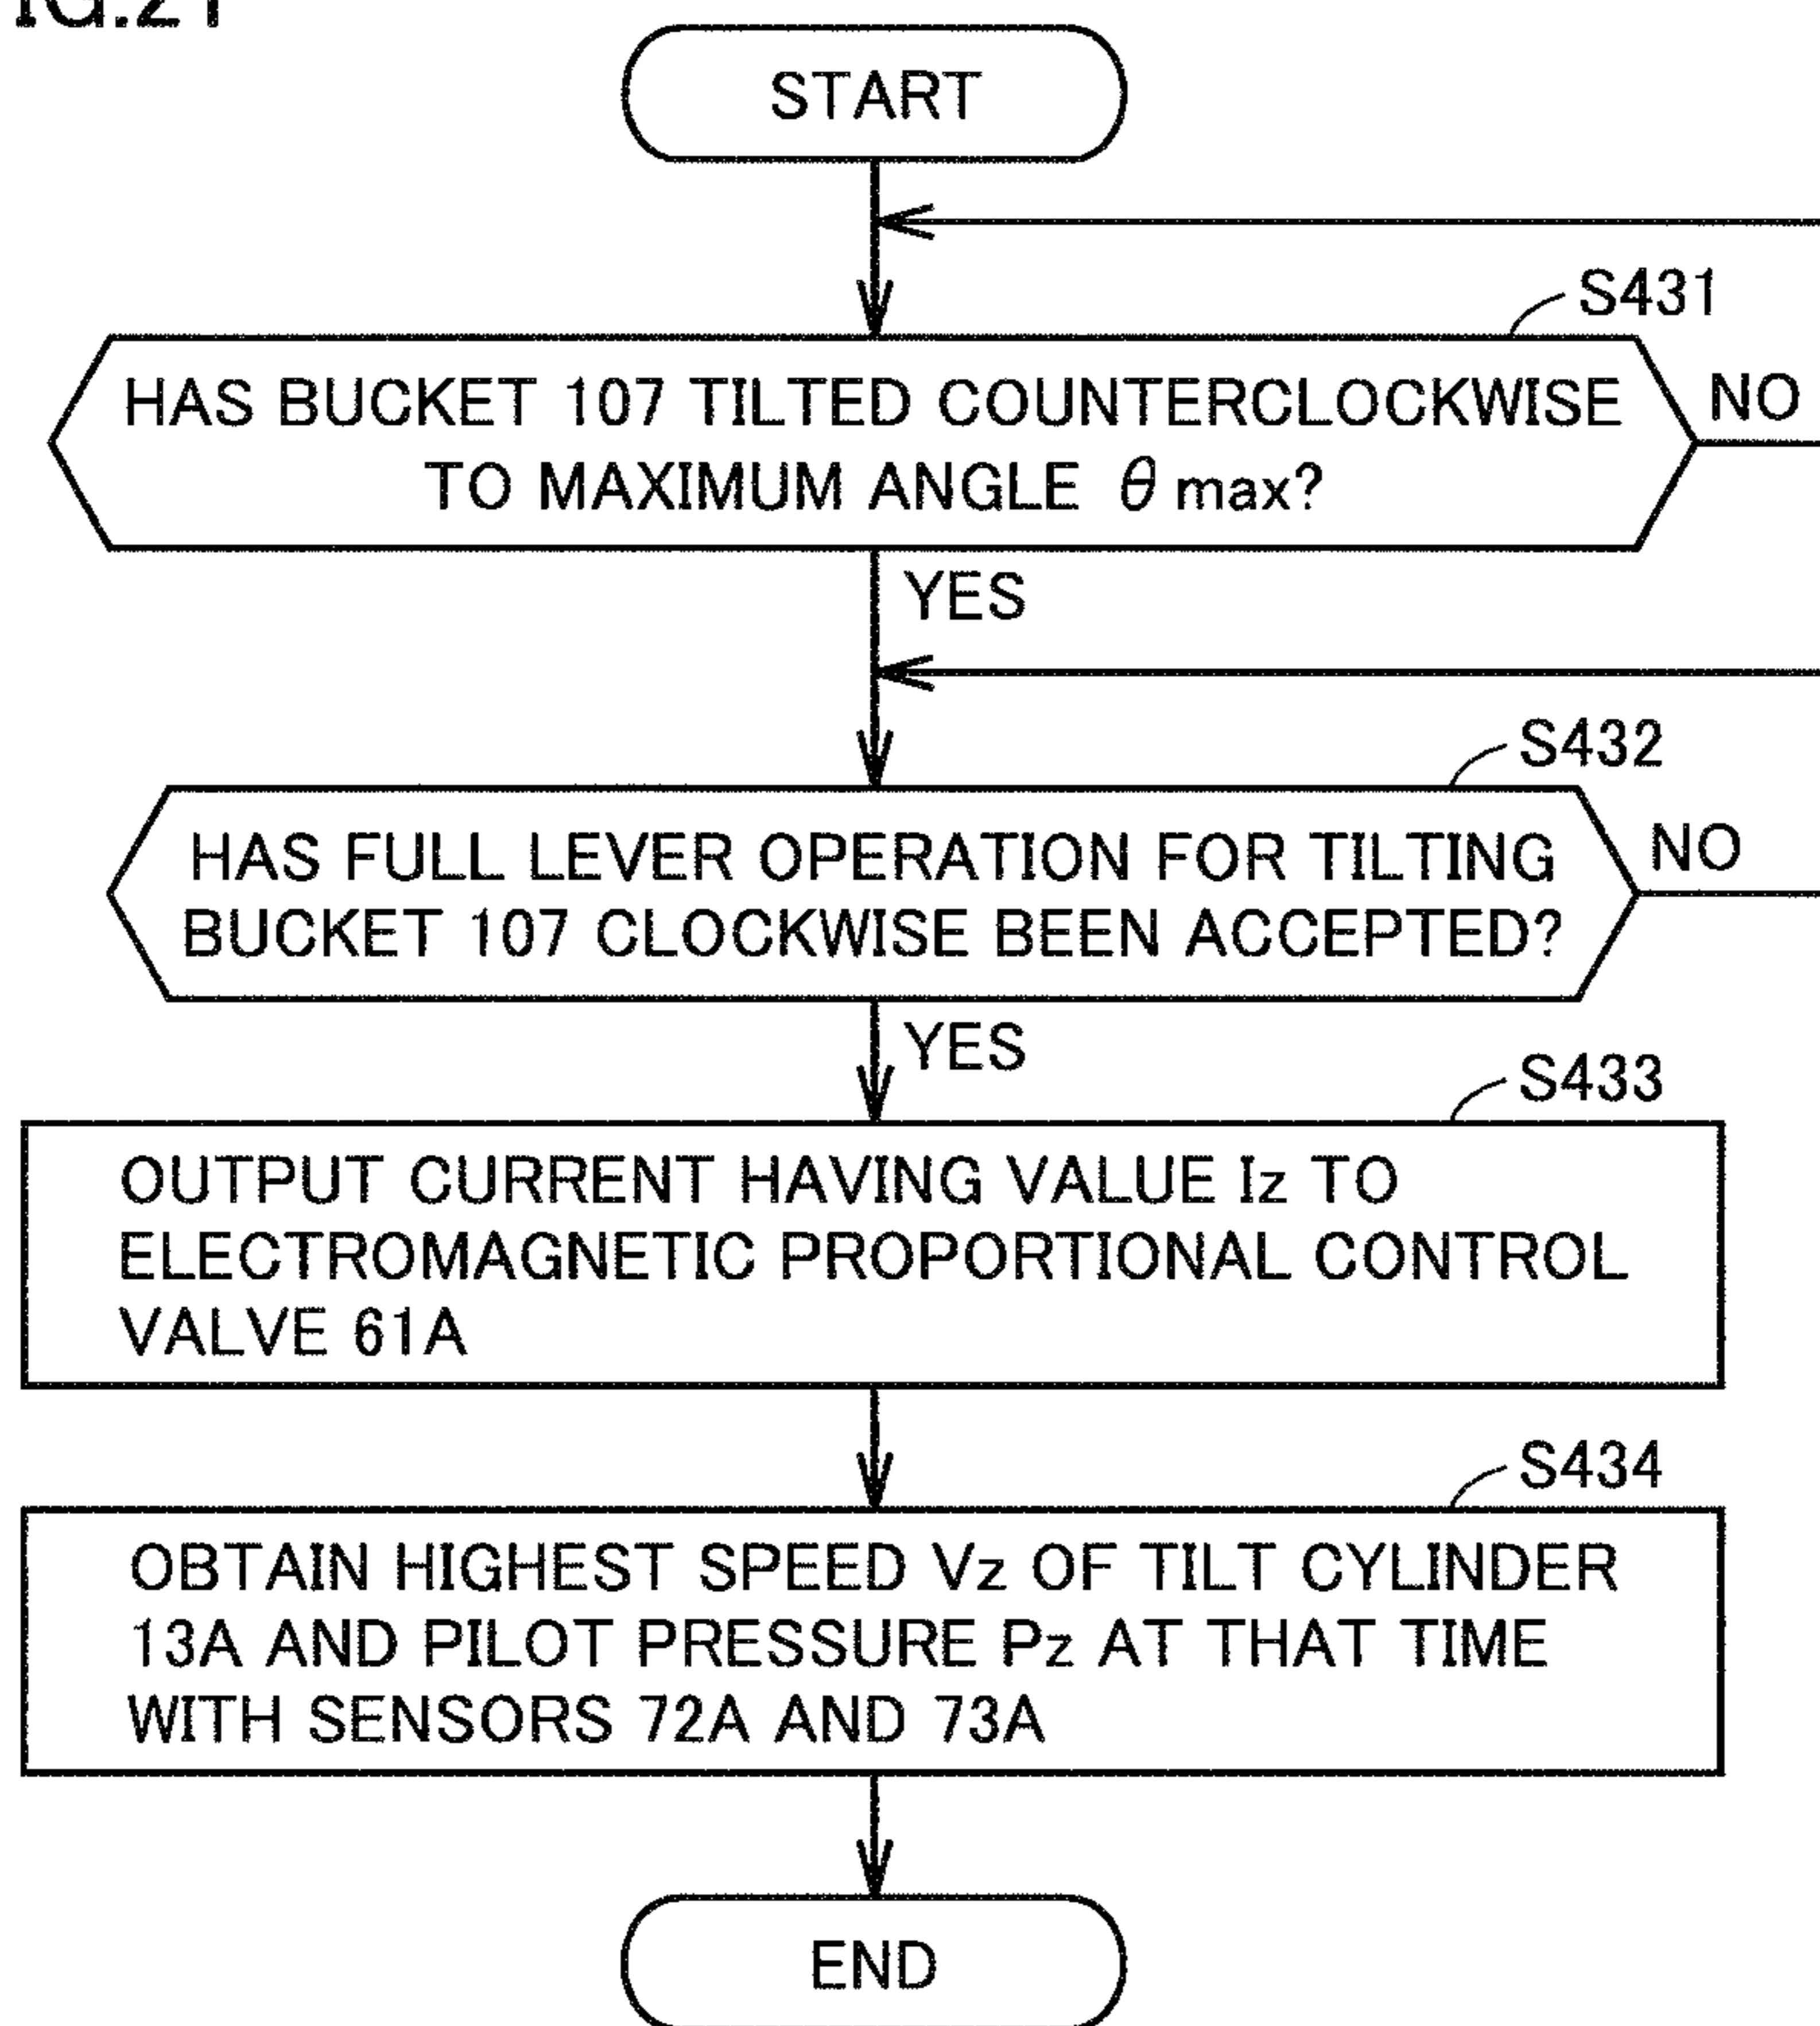 IG.21
START
S431
HAS BUCKET 107 TILTED COUNTERCLOCKWISE
TO MAXIMUM ANGLE θ max?
NO
YES
S432
HAS FULL LEVER OPERATION FOR TILTING
BUCKET 107 CLOCKWISE BEEN ACCEPTED?
NO
YES
S433
OUTPUT CURRENT HAVING VALUE Iz TO
ELECTROMAGNETIC PROPORTIONAL CONTROL
VALVE 61A
S434
OBTAIN HIGHEST SPEED Vz OF TILT CYLINDER
13A AND PILOT PRESSURE Pz AT THAT TIME
WITH SENSORS 72A AND 73A
END